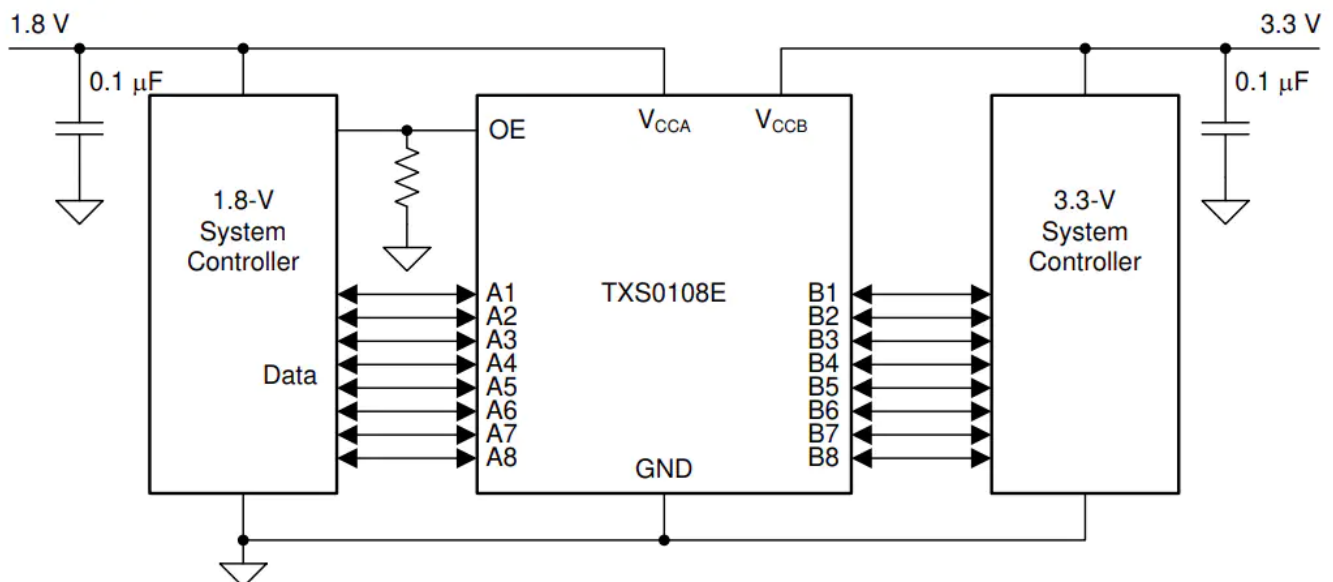 1.8 V
3.3 V
0.1 μF
0.1 μF
OE
VCCA
VCCB
1.8-V
System
Controller
3.3-V
System
Controller
TXS0108E
Data
A1
A2
A3
A4
A5
A6
A7
A8
B1
B2
B3
B4
B5
B6
B7
B8
GND